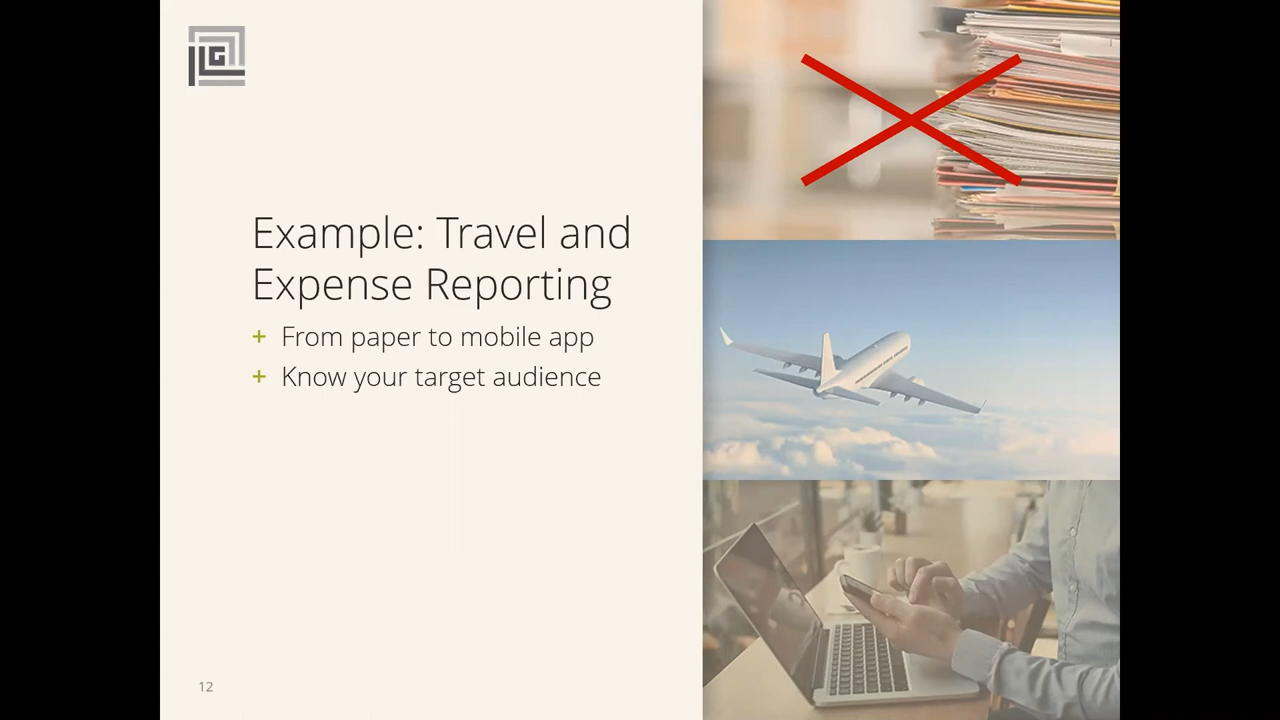 Example: Travel and
Expense Reporting
+ From paper to mobile app
+ Know your target audience
12